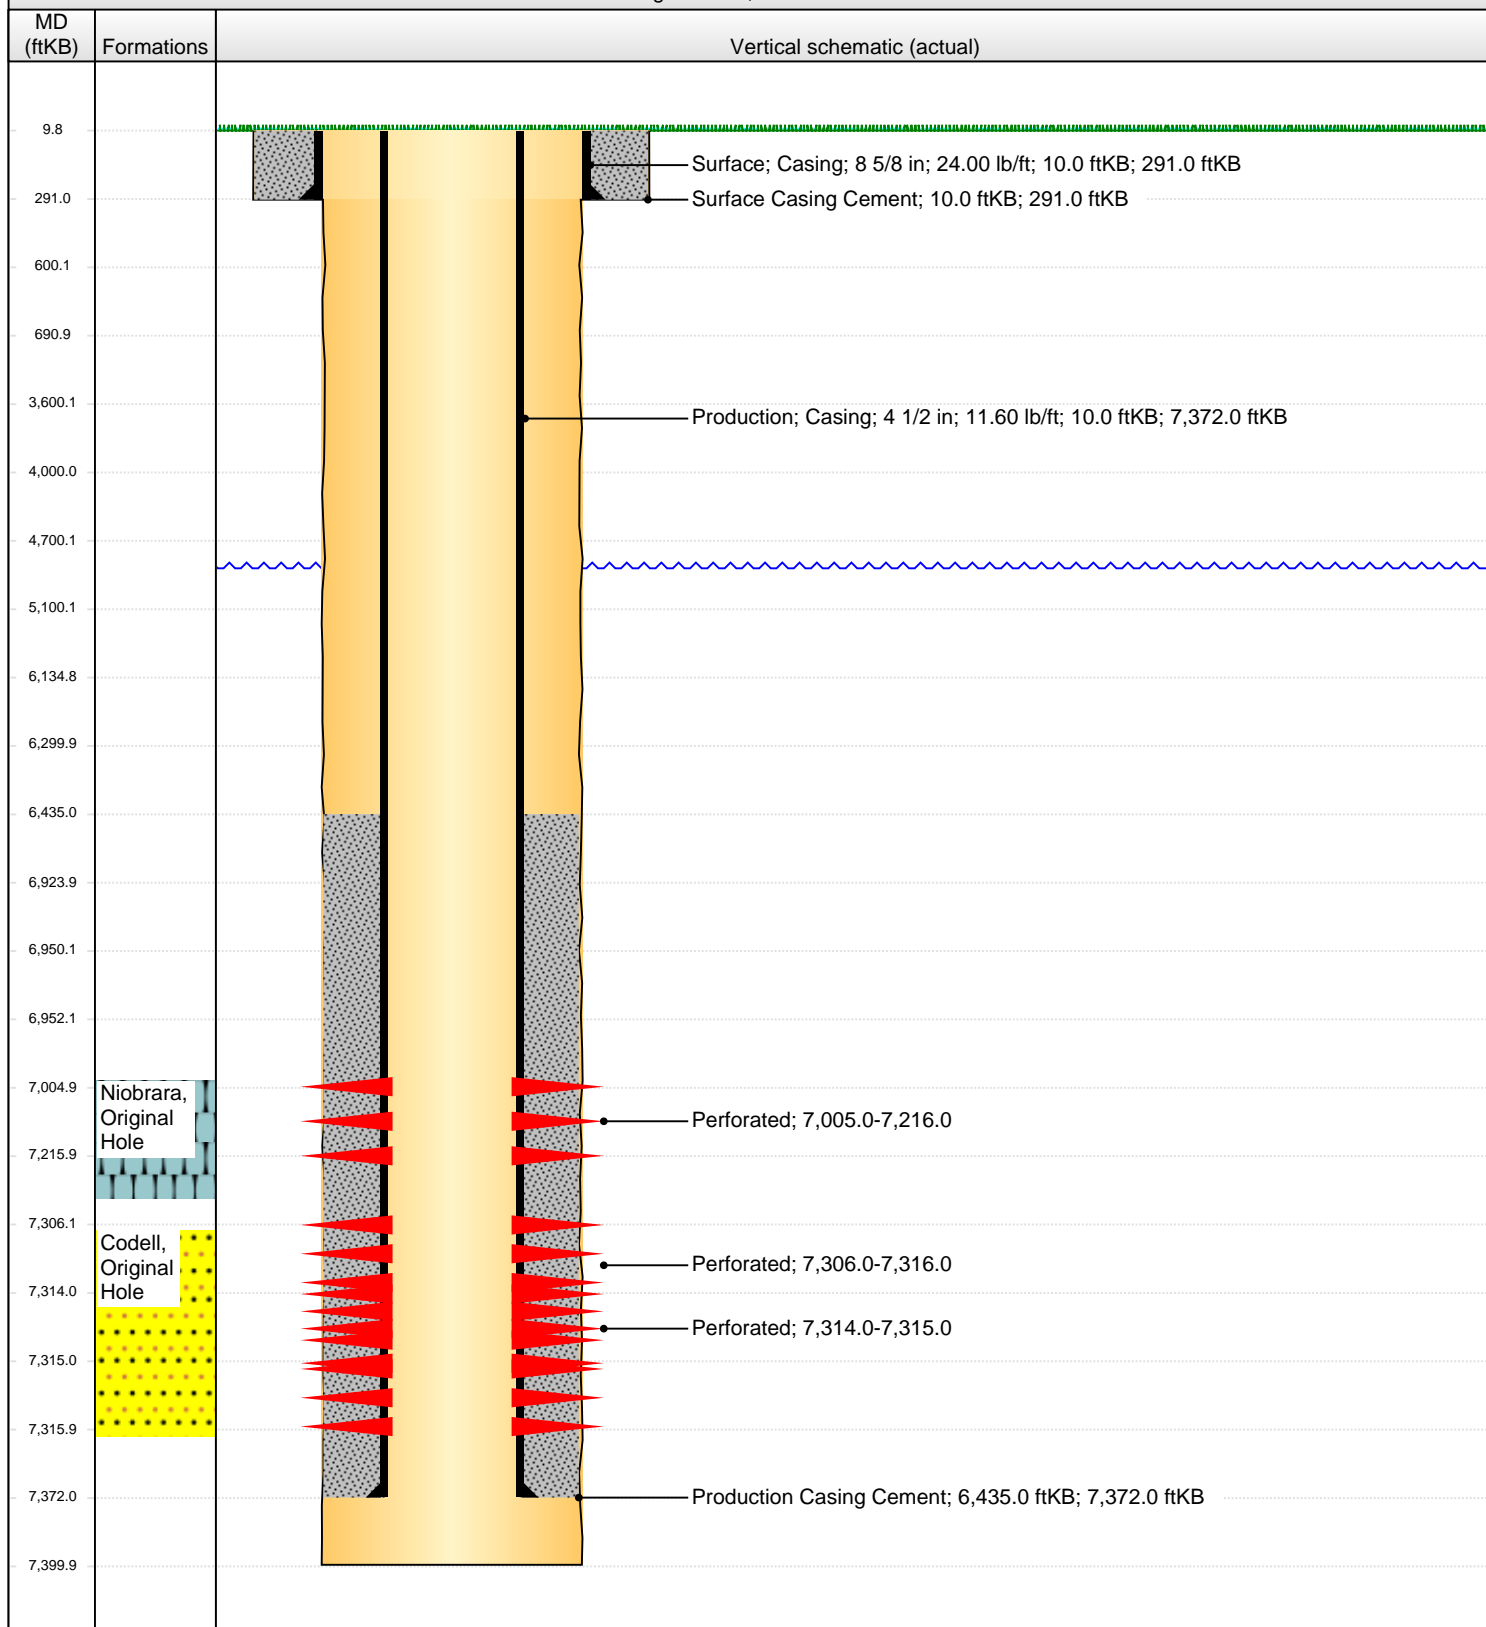 MD
(ftKB)
Formations
Vertical schematic (actual)
9.8
Surface; Casing; 8 5/8 in; 24.00 lb/ft; 10.0 ftKB; 291.0 ftKB
291.0
Surface Casing Cement; 10.0 ftKB; 291.0 ftKB
600.1
690.9
3,600.1
Production; Casing; 4 1/2 in; 11.60 lb/ft; 10.0 ftKB; 7,372.0 ftKB
4,000.0
4,700.1
5,100.1
6,134.8
6,299.9
6,435.0
6,923.9
6,950.1
6,952.1
7,004.9
Niobrara,
Original
Hole
Perforated; 7,005.0-7,216.0
7,215.9
7,306.1
Codell,
Original
Hole
Perforated; 7,306.0-7,316.0
7,314.0
Perforated; 7,314.0-7,315.0
7,315.0
7,315.9
7,372.0
Production Casing Cement; 6,435.0 ftKB; 7,372.0 ftKB
7,399.9